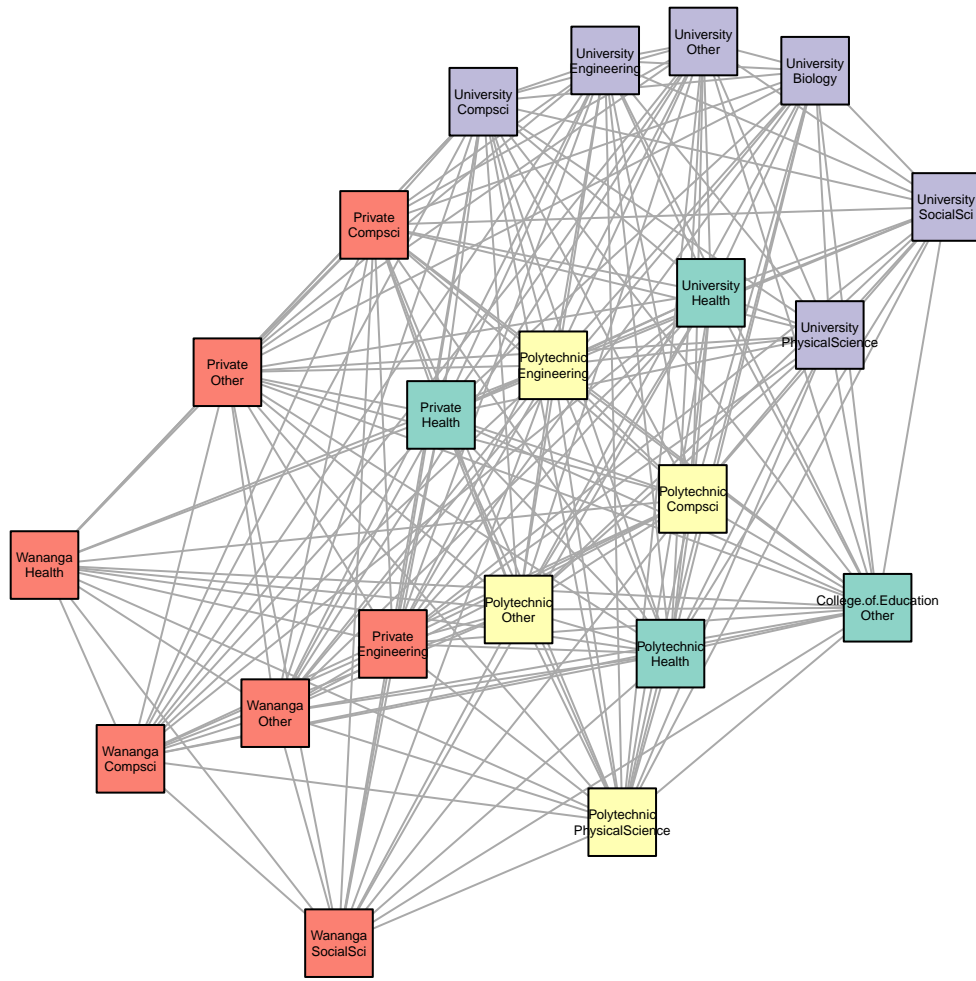 University
Other
University
Engineering
University
Biology
University
Compsci
University
SocialSci
Private
Compsci
University
Health
University
PhysicalScience
Polytechnic
Engineering
Private
Other
Private
Health
Polytechnic
Compsci
Wananga
Health
College.of.Education
Other
Polytechnic
Other
Private
Engineering
Polytechnic
Health
Wananga
Other
Wananga
Compsci
Polytechnic
PhysicalScience
Wananga
SocialSci